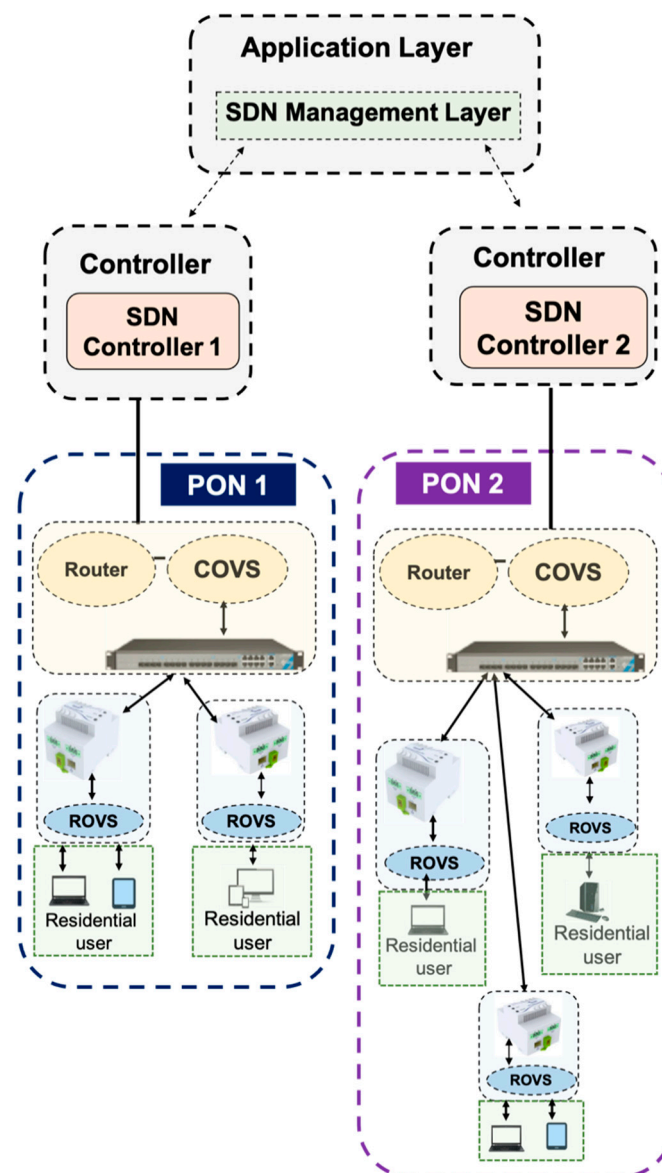 Application Layer
SDN Management Layer
Controller
SDN
Controller 1
Controller
SDN
Controller 2
PON 1
Router
COVS
ROVS
ROVS
Residential
user
Residential
user
PON 2
Router
COVS
ROVS
ROVS
Residential
user
Residential
user
ROVS